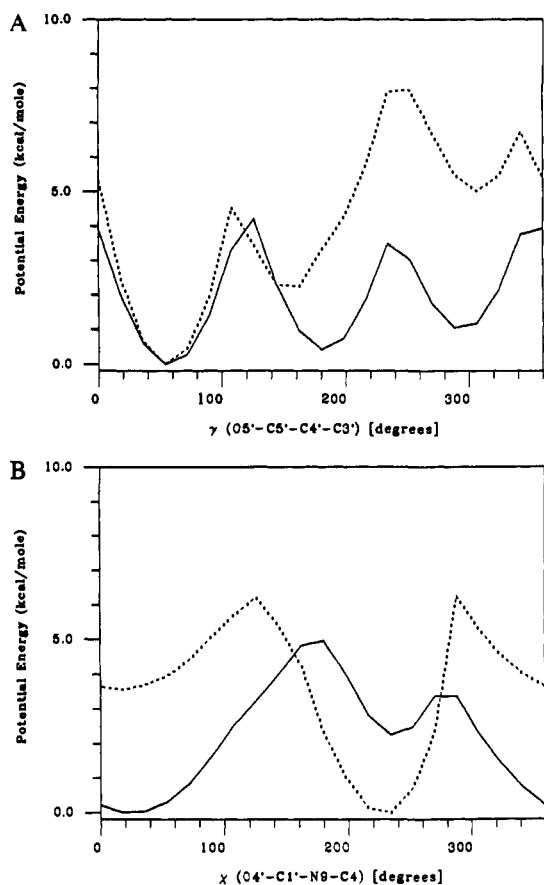 A
10.0
5.0
0.0
Potential Energy (kcal/mole)
0 100 200 300
γ (O5'-C5'-C4'-C3') [degrees]
B
10.0
5.0
0.0
Potential Energy (kcal/mole)
0 100 200 300
χ (O4'-C1'-N9-C4) [degrees]